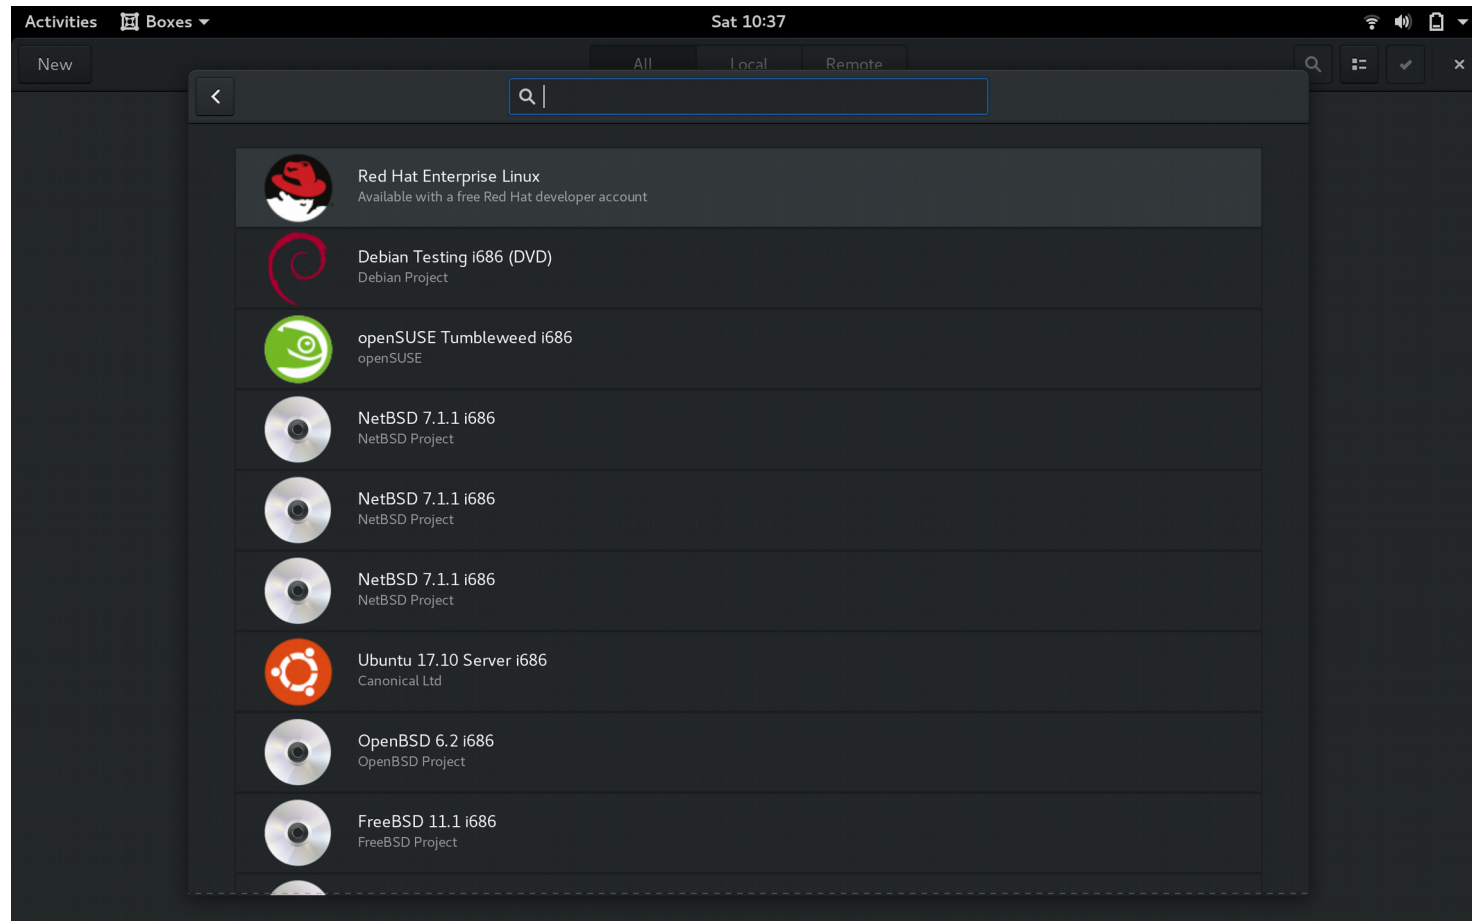 Activities Boxes Sat 10:37
New All Local Remote
Red Hat Enterprise Linux
Available with a free Red Hat developer account
Debian Testing i686 (DVD)
Debian Project
openSUSE Tumbleweed i686
openSUSE
NetBSD 7.1.1 i686
NetBSD Project
NetBSD 7.1.1 i686
NetBSD Project
NetBSD 7.1.1 i686
NetBSD Project
Ubuntu 17.10 Server i686
Canonical Ltd
OpenBSD 6.2 i686
OpenBSD Project
FreeBSD 11.1 i686
FreeBSD Project